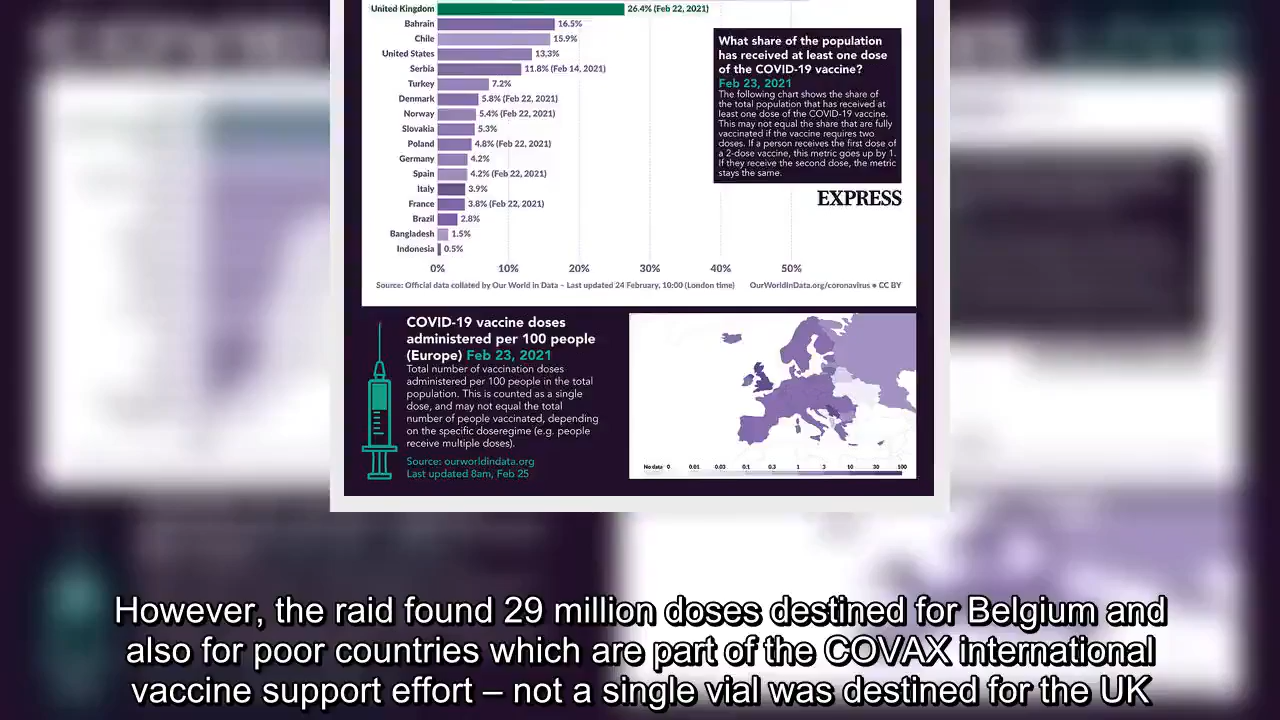 United Kingdom 26.4% (Feb 22, 2021)
Bahrain 16.5%
Chile 15.9%
United States 13.3%
Serbia 11.8% (Feb 14, 2021)
Turkey 7.2%
Denmark 5.8% (Feb 22, 2021)
Norway 5.4% (Feb 22, 2021)
Slovakia 5.3%
Poland 4.8% (Feb 22, 2021)
Germany 4.2%
Spain 4.2% (Feb 22, 2021)
Italy 3.9%
France 3.8% (Feb 22, 2021)
Brazil 2.8%
Bangladesh 1.5%
Indonesia 0.5%
0% 10% 20% 30% 40% 50%
What share of the population
has received at least one dose
of the COVID-19 vaccine?
Feb 23, 2021
The following chart shows the share of
the total population that has received at
least one dose of the COVID-19 vaccine.
This may not equal the share that are fully
vaccinated if the vaccine requires two
doses. If a person receives the first dose of
a 2-dose vaccine, this metric goes up by 1.
If they receive the second dose, the metric
stays the same.
EXPRESS
Source: Official data collated by Our World in Data – Last updated 24 February, 10:00 (London time) OurWorldInData.org/coronavirus • CC BY
COVID-19 vaccine doses
administered per 100 people
(Europe) Feb 23, 2021
Total number of vaccination doses
administered per 100 people in the total
population. This is counted as a single
dose, and may not equal the total
number of people vaccinated, depending
on the specific doseregime (e.g. people
receive multiple doses).
Source: ourworldindata.org
Last updated 8am, Feb 25
No data 0 0.01 0.03 0.1 0.3 1 3 10 30 100
However, the raid found 29 million doses destined for Belgium and
also for poor countries which are part of the COVAX international
vaccine support effort – not a single vial was destined for the UK